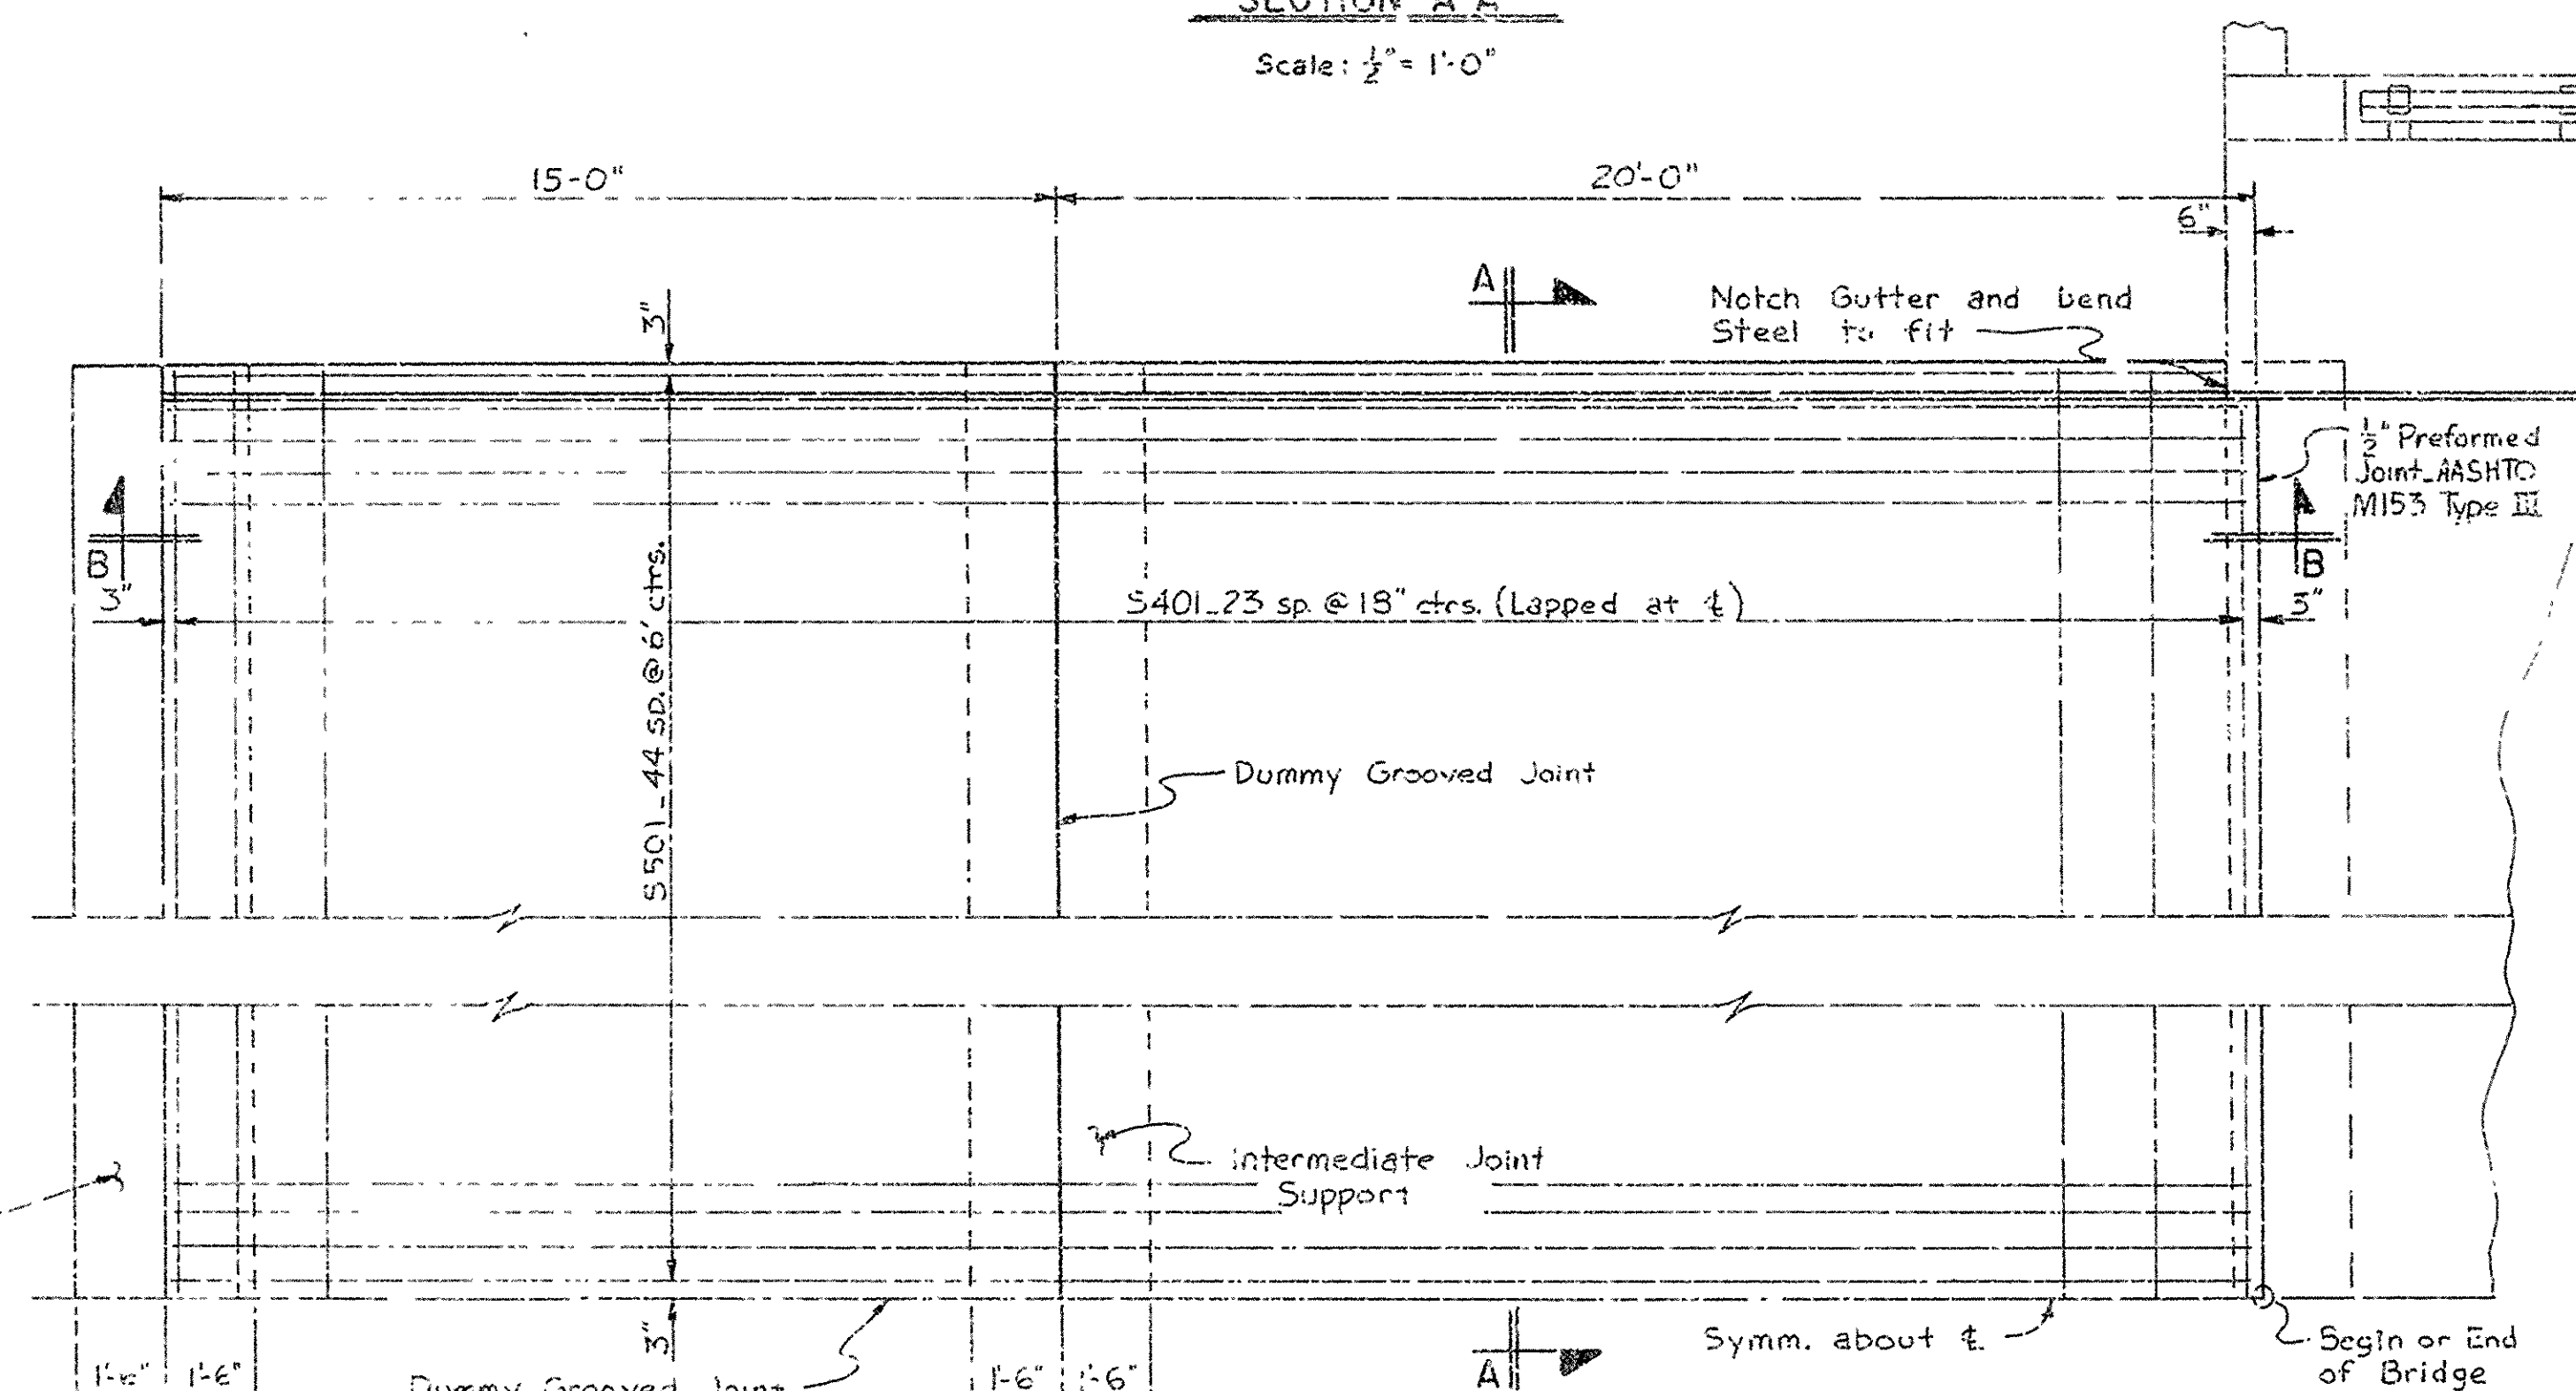 SECTION A A
Scale: 1/2" = 1'-0"
15-0"
20'-0"
6"
3"
A
Notch Gutter and bend
Steel to fit
1/2" Preformed
Joint_AASHTO
M153 Type III
B
3"
B
3"
S401_23 sp. @ 18" ctrs. (Lapped at ℄)
S501_44 sp. @ 6" ctrs.
Dummy Grooved Joint
Intermediate Joint
Support
3"
A
Symm. about ℄
Begin or End
of Bridge
1'-6"
1'-6"
1'-6"
Dummy Grooved Joint